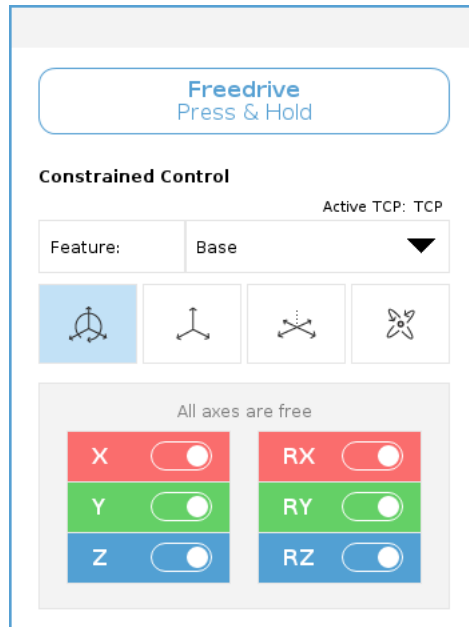 Freedrive
Press & Hold
Constrained Control
Active TCP: TCP
Feature: Base
All axes are free
X RX
Y RY
Z RZ